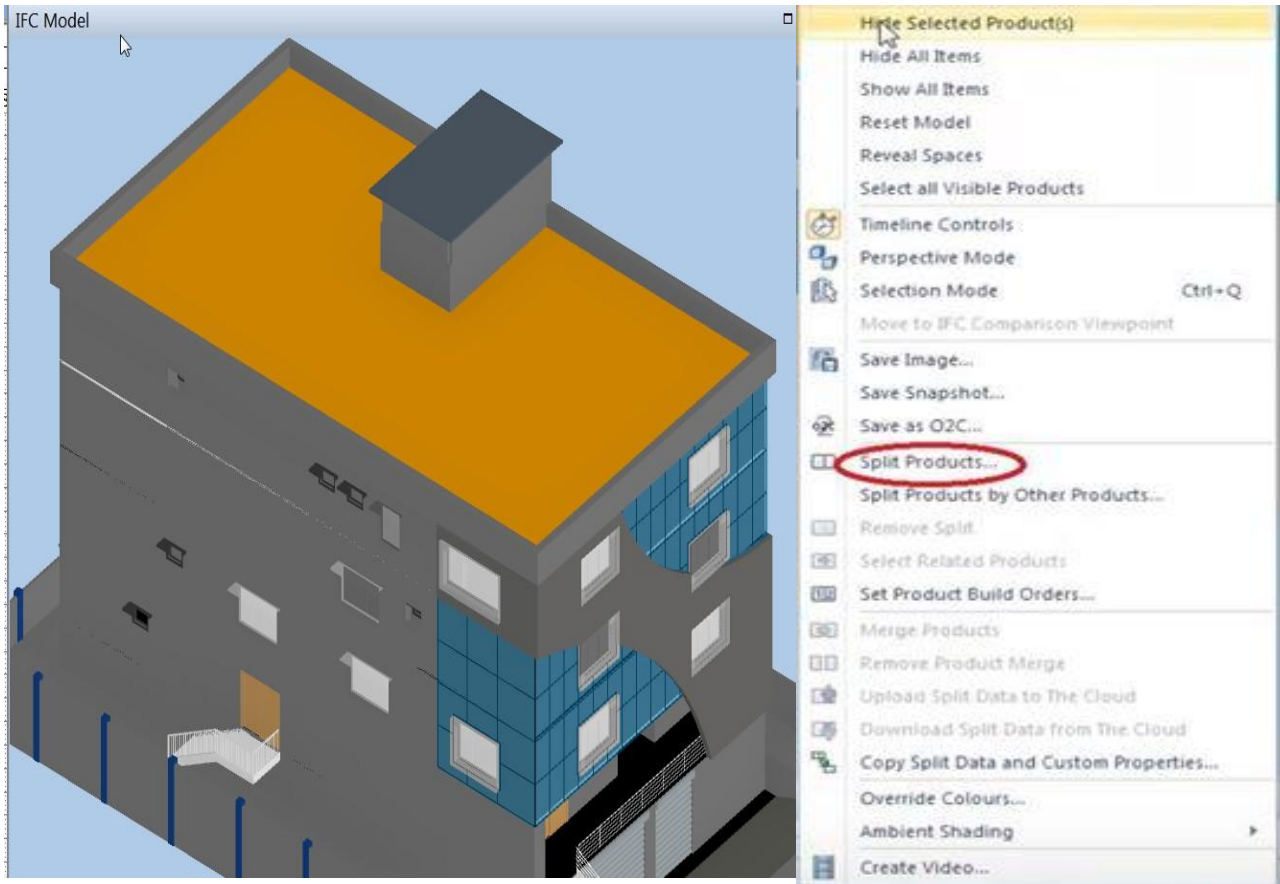 IFC Model
Hide Selected Product(s)
Hide All Items
Show All Items
Reset Model
Reveal Spaces
Select all Visible Products
Timeline Controls
Perspective Mode
Selection Mode Ctrl+Q
Move to IFC Comparison Viewpoint
Save Image...
Save Snapshot...
Save as O2C...
Split Products...
Split Products by Other Products...
Remove Split
Select Related Products
Set Product Build Orders...
Merge Products
Remove Product Merge
Upload Split Data to The Cloud
Download Split Data from The Cloud
Copy Split Data and Custom Properties...
Override Colours...
Ambient Shading
Create Video...